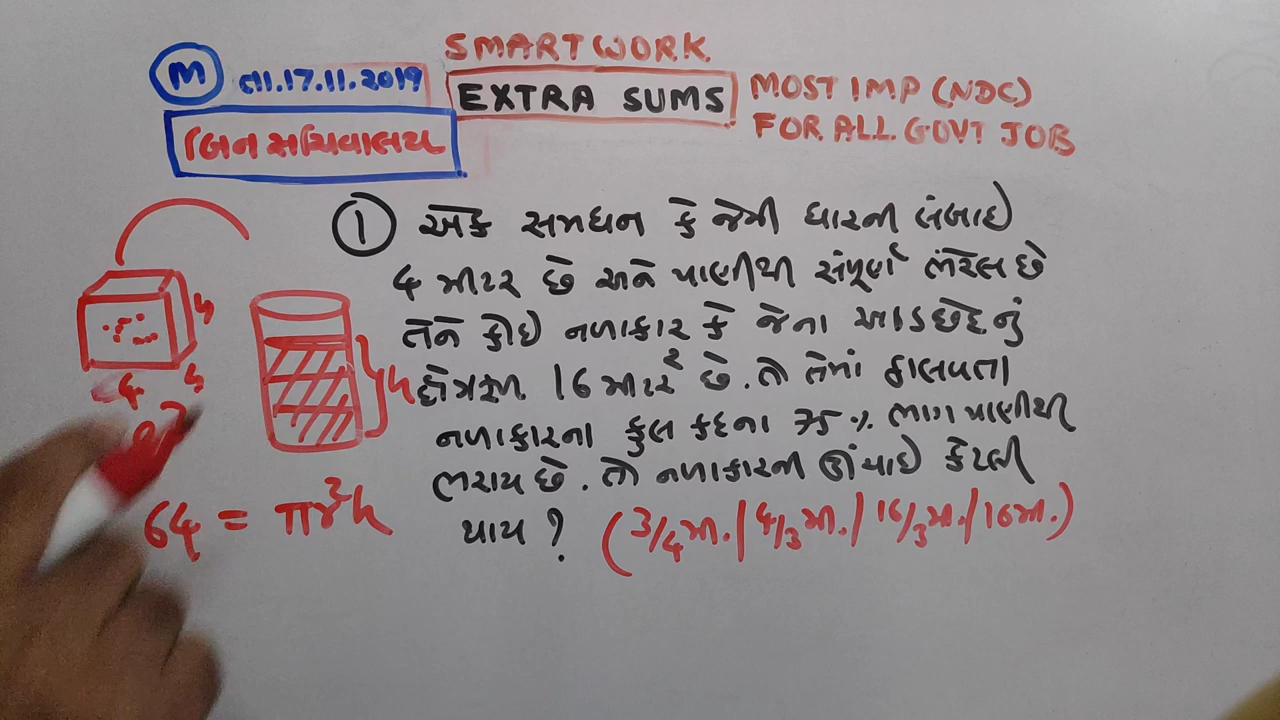 SMARTWORK
M તા.17.11.2019
EXTRA SUMS
MOST IMP (NDC)
FOR ALL GOVT JOB
બિનસચિવાલય
1 એક સમઘન કે જેની ધારની લંબાઇ
4 મીટર છે અને પાણીથી સંપૂર્ણ ભરેલ છે
તેને કોઇ નળાકાર કે જેના આડછેદનું
ક્ષેત્રફળ 16 મીટર² છે. તો તેમાં ઠાલવતા
નળાકારના કુલ કદના 75% ભાગ પાણીથી
ભરાય છે. તો નળાકારની ઊંચાઇ કેટલી
થાય ? (3/4મી. | 4/3મી. | 16/3મી. | 16મી.)
4
4
4
h
64 = πr²h